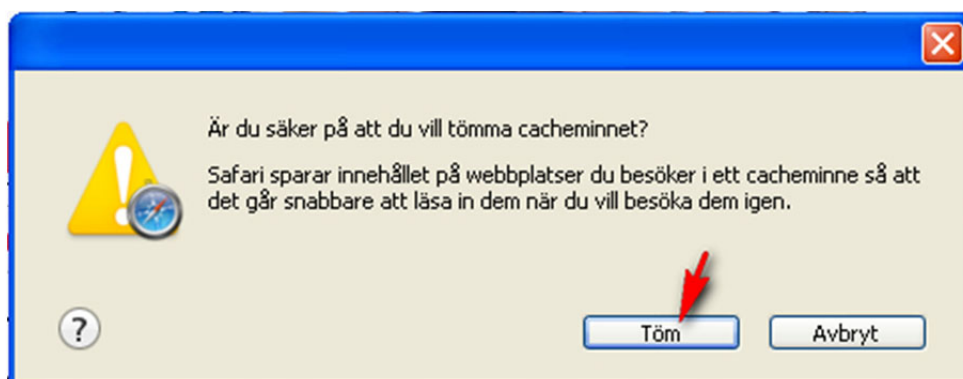 Är du säker på att du vill tömma cacheminnet?
Safari sparar innehållet på webbplatser du besöker i ett cacheminne så att
det går snabbare att läsa in dem när du vill besöka dem igen.
?
Töm
Avbryt